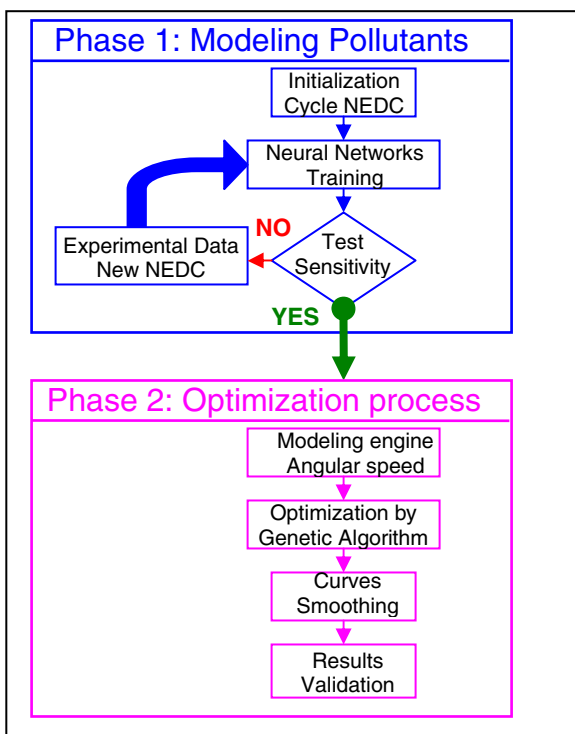 Phase 1: Modeling Pollutants
Initialization
Cycle NEDC
Neural Networks
Training
NO
Experimental Data
New NEDC
Test
Sensitivity
YES
Phase 2: Optimization process
Modeling engine
Angular speed
Optimization by
Genetic Algorithm
Curves
Smoothing
Results
Validation